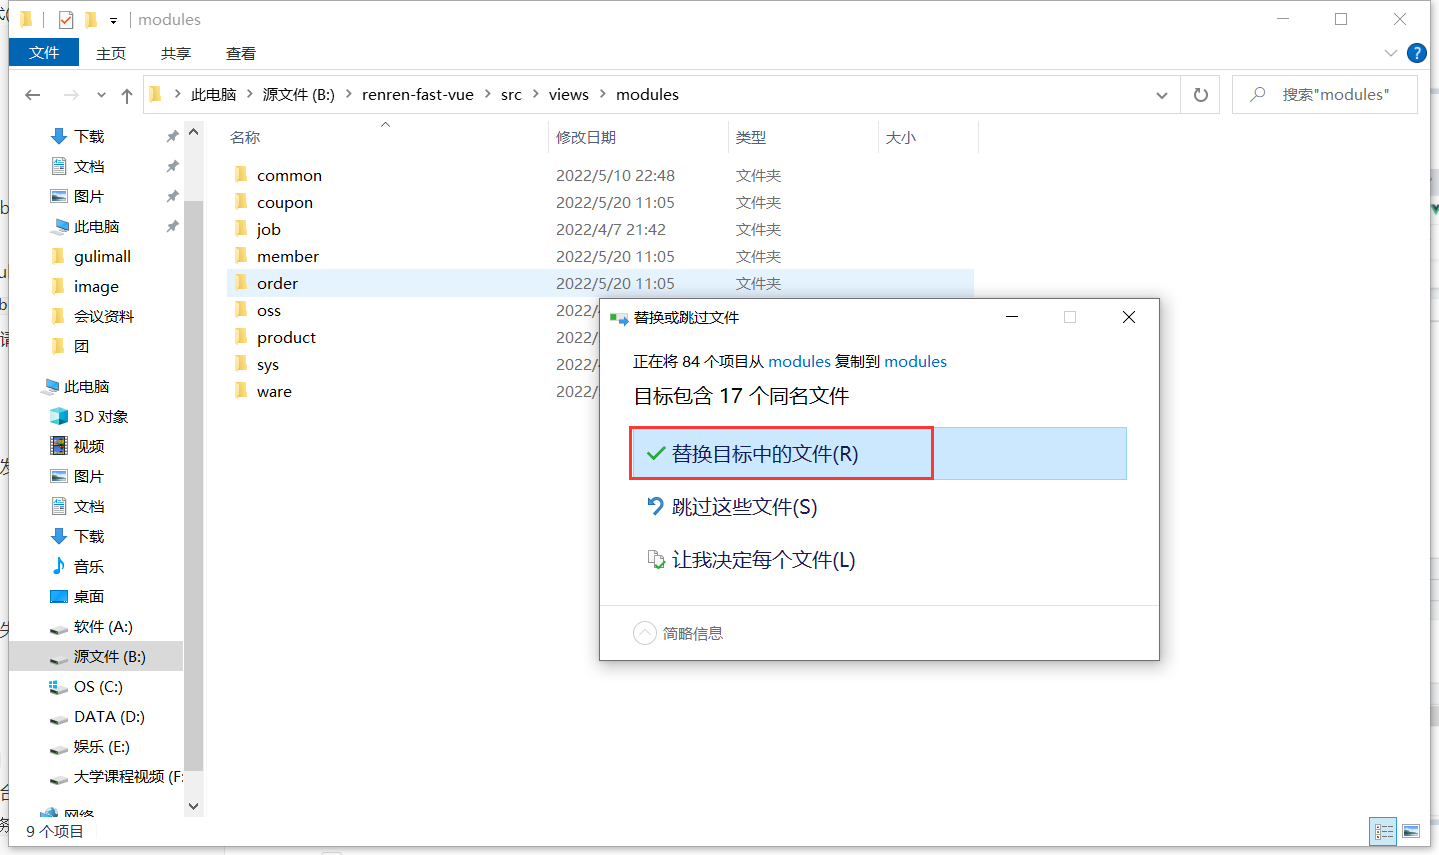 modules
文件 主页 共享 查看
此电脑 源文件 (B:) renren-fast-vue src views modules
搜索"modules"
下载
文档
图片
此电脑
gulimall
image
会议资料
团
此电脑
3D 对象
视频
图片
文档
下载
音乐
桌面
软件 (A:)
源文件 (B:)
OS (C:)
DATA (D:)
娱乐 (E:)
大学课程视频 (F:
网络
名称 修改日期 类型 大小
common 2022/5/10 22:48 文件夹
coupon 2022/5/20 11:05 文件夹
job 2022/4/7 21:42 文件夹
member 2022/5/20 11:05 文件夹
order 2022/5/20 11:05 文件夹
oss 2022/
product 2022/
sys 2022/
ware 2022/
替换或跳过文件
正在将 84 个项目从 modules 复制到 modules
目标包含 17 个同名文件
替换目标中的文件(R)
跳过这些文件(S)
让我决定每个文件(L)
简略信息
9 个项目